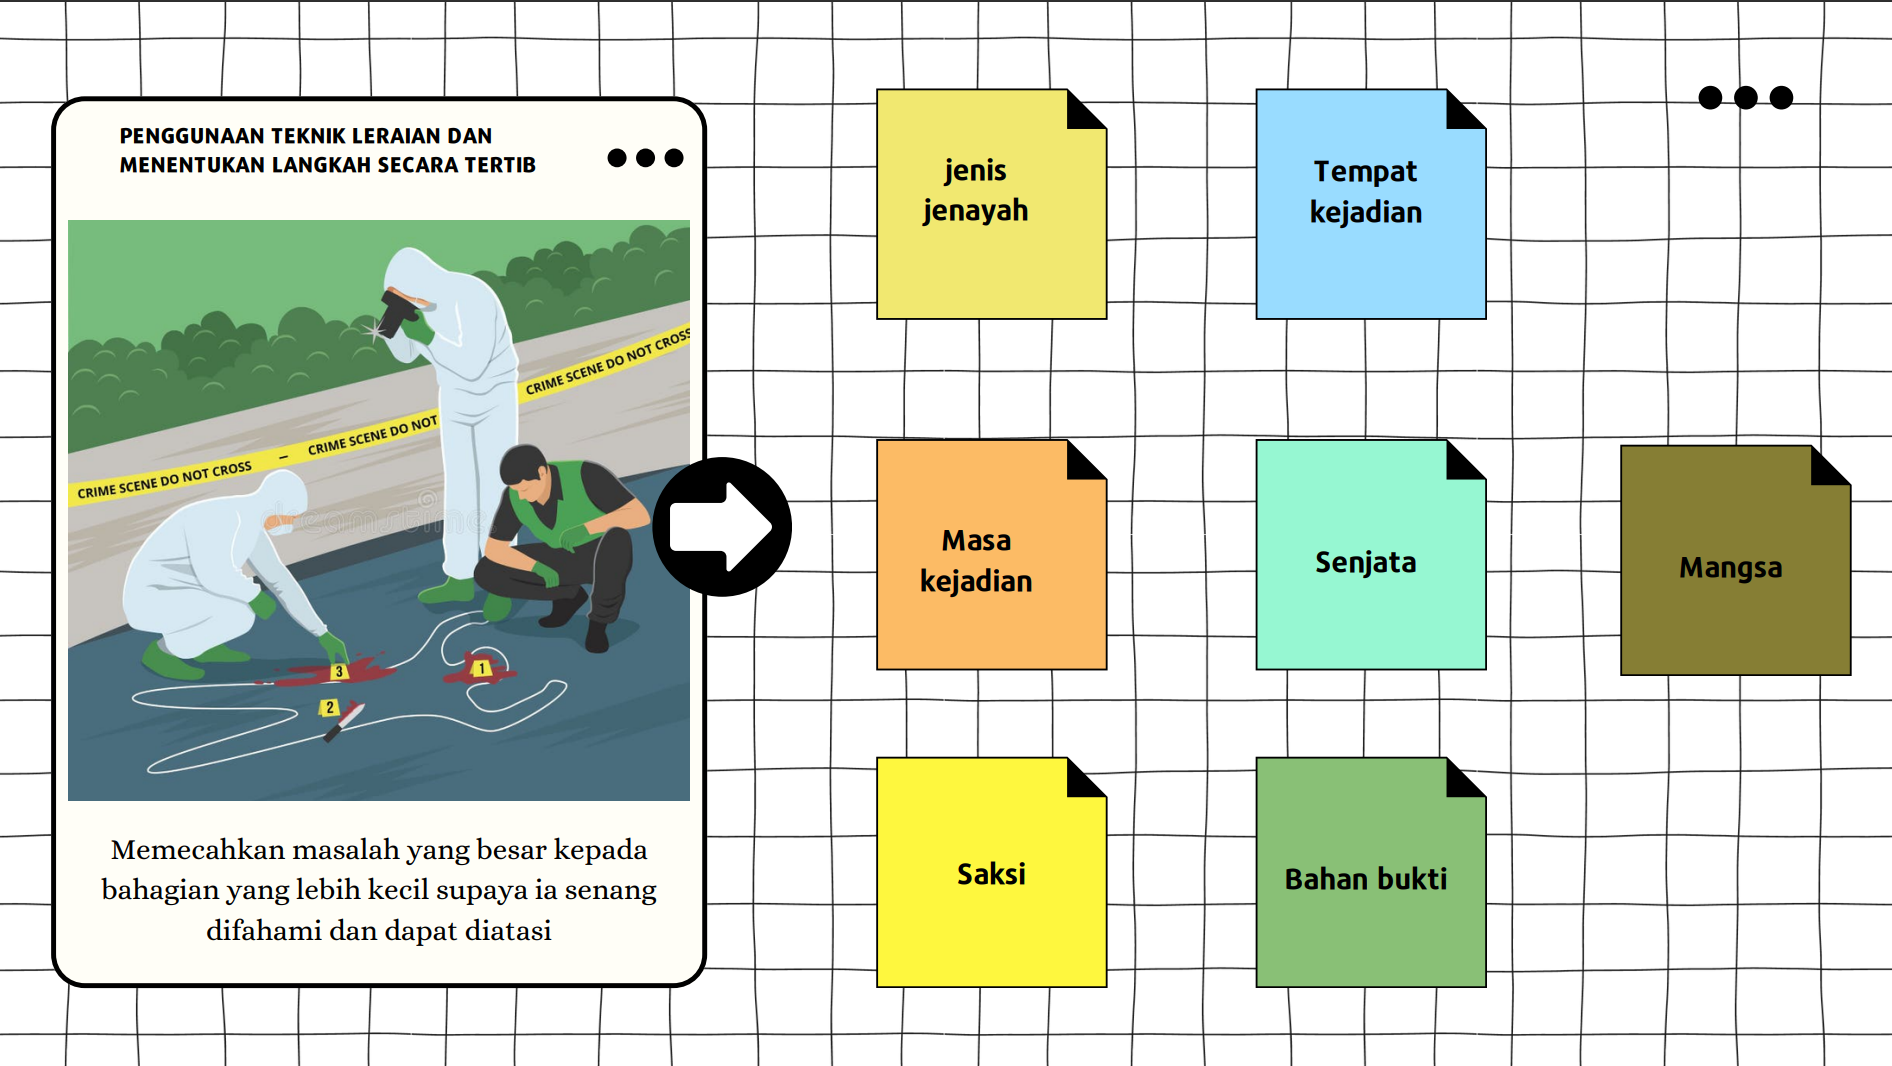 PENGGUNAAN TEKNIK LERAIAN DAN
MENENTUKAN LANGKAH SECARA TERTIB
CRIME SCENE DO NOT CROSS
CRIME SCENE DO NOT CROSS
–
CRIME SCENE DO NOT
3
1
2
Memecahkan masalah yang besar kepada
bahagian yang lebih kecil supaya ia senang
difahami dan dapat diatasi
jenis
jenayah
Tempat
kejadian
Masa
kejadian
Senjata
Mangsa
Saksi
Bahan bukti